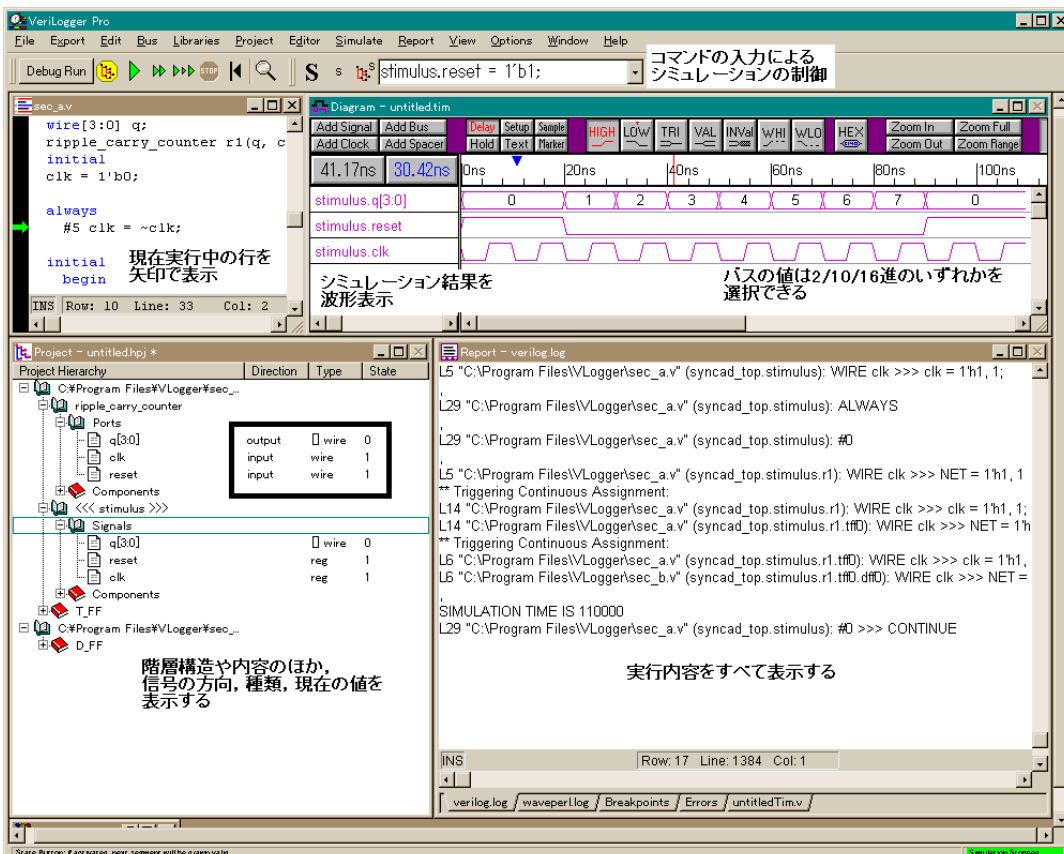 VeriLogger Pro
File Export Edit Bus Libraries Project Editor Simulate Report View Options Window Help
Debug Run
STOP
S s
stimulus.reset = 1'b1;
コマンドの入力による
シミュレーションの制御
sec_a.v
wire[3:0] q;
ripple_carry_counter r1(q, c
initial
clk = 1'b0;
always
#5 clk = ~clk;
initial
begin
現在実行中の行を
矢印で表示
INS Row: 10 Line: 33 Col: 2
Diagram - untitled.tim
Add Signal Add Bus Delay Setup Sample HIGH LOW TRI VAL INVal WHI WLO HEX Zoom In Zoom Full
Add Clock Add Spacer Hold Text Marker Zoom Out Zoom Range
41.17ns 30.42ns 0ns 20ns 40ns 60ns 80ns 100ns
stimulus.q[3:0] 0 1 2 3 4 5 6 7 0
stimulus.reset
stimulus.clk
シミュレーション結果を
波形表示
バスの値は2/10/16進のいずれかを
選択できる
Project - untitled.hpj *
Project Hierarchy Direction Type State
C:¥Program Files¥VLogger¥sec_...
ripple_carry_counter
Ports
q[3:0] output [] wire 0
clk input wire 1
reset input wire 1
Components
<<< stimulus >>>
Signals
q[3:0] [] wire 0
reset reg 1
clk reg 1
Components
T_FF
C:¥Program Files¥VLogger¥sec_...
D_FF
階層構造や内容のほか,
信号の方向, 種類, 現在の値を
表示する
Report - verilog.log
L5 "C:\Program Files\VLogger\sec_a.v" (syncad_top.stimulus): WIRE clk >>> clk = 1'h1, 1;
,
L29 "C:\Program Files\VLogger\sec_a.v" (syncad_top.stimulus): ALWAYS
,
L29 "C:\Program Files\VLogger\sec_a.v" (syncad_top.stimulus): #0
,
L5 "C:\Program Files\VLogger\sec_a.v" (syncad_top.stimulus.r1): WIRE clk >>> NET = 1'h1, 1
** Triggering Continuous Assignment:
L14 "C:\Program Files\VLogger\sec_a.v" (syncad_top.stimulus.r1): WIRE clk >>> clk = 1'h1, 1;
L14 "C:\Program Files\VLogger\sec_a.v" (syncad_top.stimulus.r1.tff0): WIRE clk >>> NET = 1'h
** Triggering Continuous Assignment:
L6 "C:\Program Files\VLogger\sec_a.v" (syncad_top.stimulus.r1.tff0): WIRE clk >>> clk = 1'h1,
L6 "C:\Program Files\VLogger\sec_b.v" (syncad_top.stimulus.r1.tff0.dff0): WIRE clk >>> NET =
,
SIMULATION TIME IS 110000
L29 "C:\Program Files\VLogger\sec_a.v" (syncad_top.stimulus): #0 >>> CONTINUE
実行内容をすべて表示する
INS Row: 17 Line: 1384 Col: 1
verilog.log waveperl.log Breakpoints Errors untitledTim.v